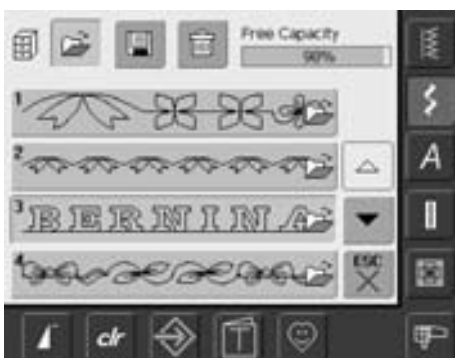 Free Capacity
90%
1
2
A
3 BERNINA
ESC
4
clr
T